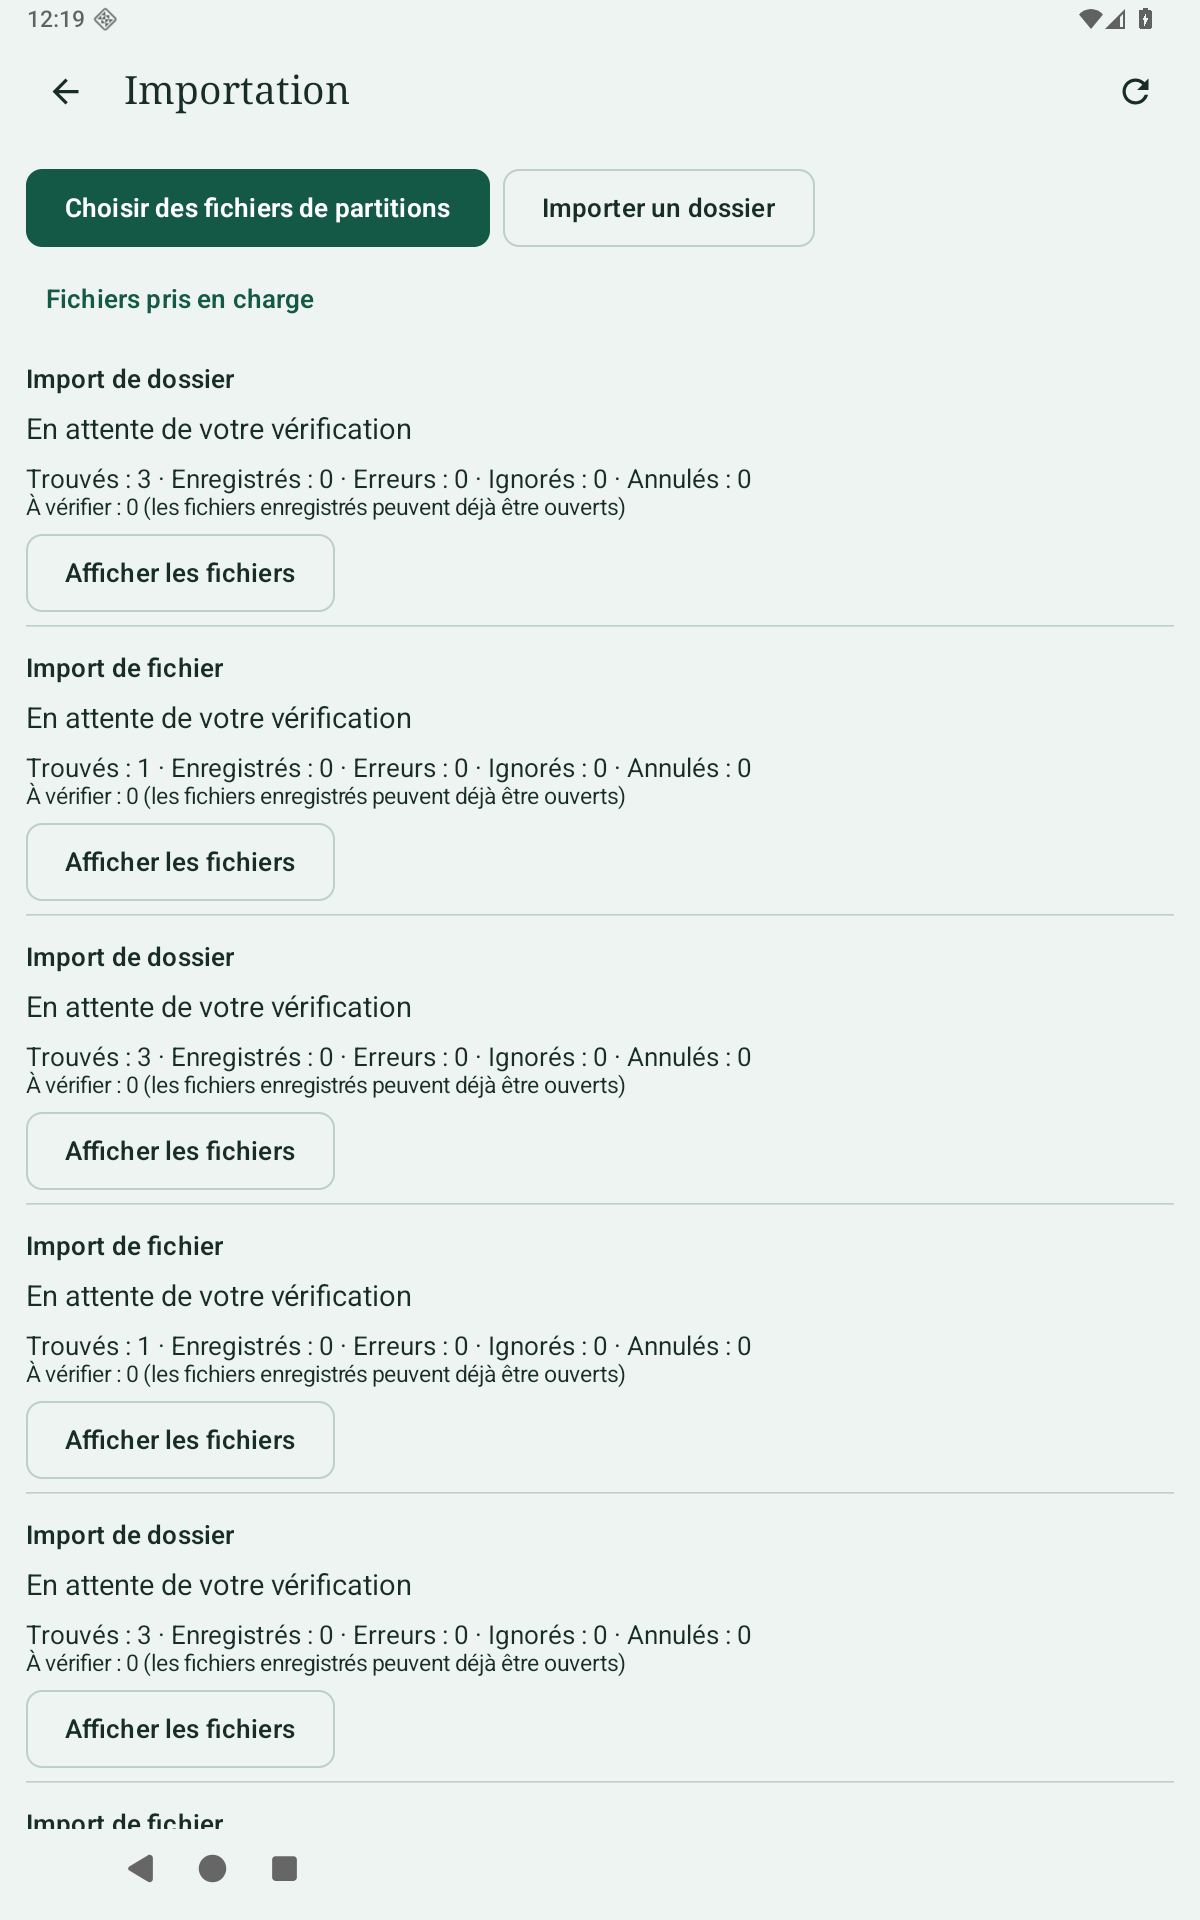 12:19
Importation
Choisir des fichiers de partitions
Importer un dossier
Fichiers pris en charge
Import de dossier
En attente de votre vérification
Trouvés : 3 · Enregistrés : 0 · Erreurs : 0 · Ignorés : 0 · Annulés : 0
À vérifier : 0 (les fichiers enregistrés peuvent déjà être ouverts)
Afficher les fichiers
Import de fichier
En attente de votre vérification
Trouvés : 1 · Enregistrés : 0 · Erreurs : 0 · Ignorés : 0 · Annulés : 0
À vérifier : 0 (les fichiers enregistrés peuvent déjà être ouverts)
Afficher les fichiers
Import de dossier
En attente de votre vérification
Trouvés : 3 · Enregistrés : 0 · Erreurs : 0 · Ignorés : 0 · Annulés : 0
À vérifier : 0 (les fichiers enregistrés peuvent déjà être ouverts)
Afficher les fichiers
Import de fichier
En attente de votre vérification
Trouvés : 1 · Enregistrés : 0 · Erreurs : 0 · Ignorés : 0 · Annulés : 0
À vérifier : 0 (les fichiers enregistrés peuvent déjà être ouverts)
Afficher les fichiers
Import de dossier
En attente de votre vérification
Trouvés : 3 · Enregistrés : 0 · Erreurs : 0 · Ignorés : 0 · Annulés : 0
À vérifier : 0 (les fichiers enregistrés peuvent déjà être ouverts)
Afficher les fichiers
Import de fichier